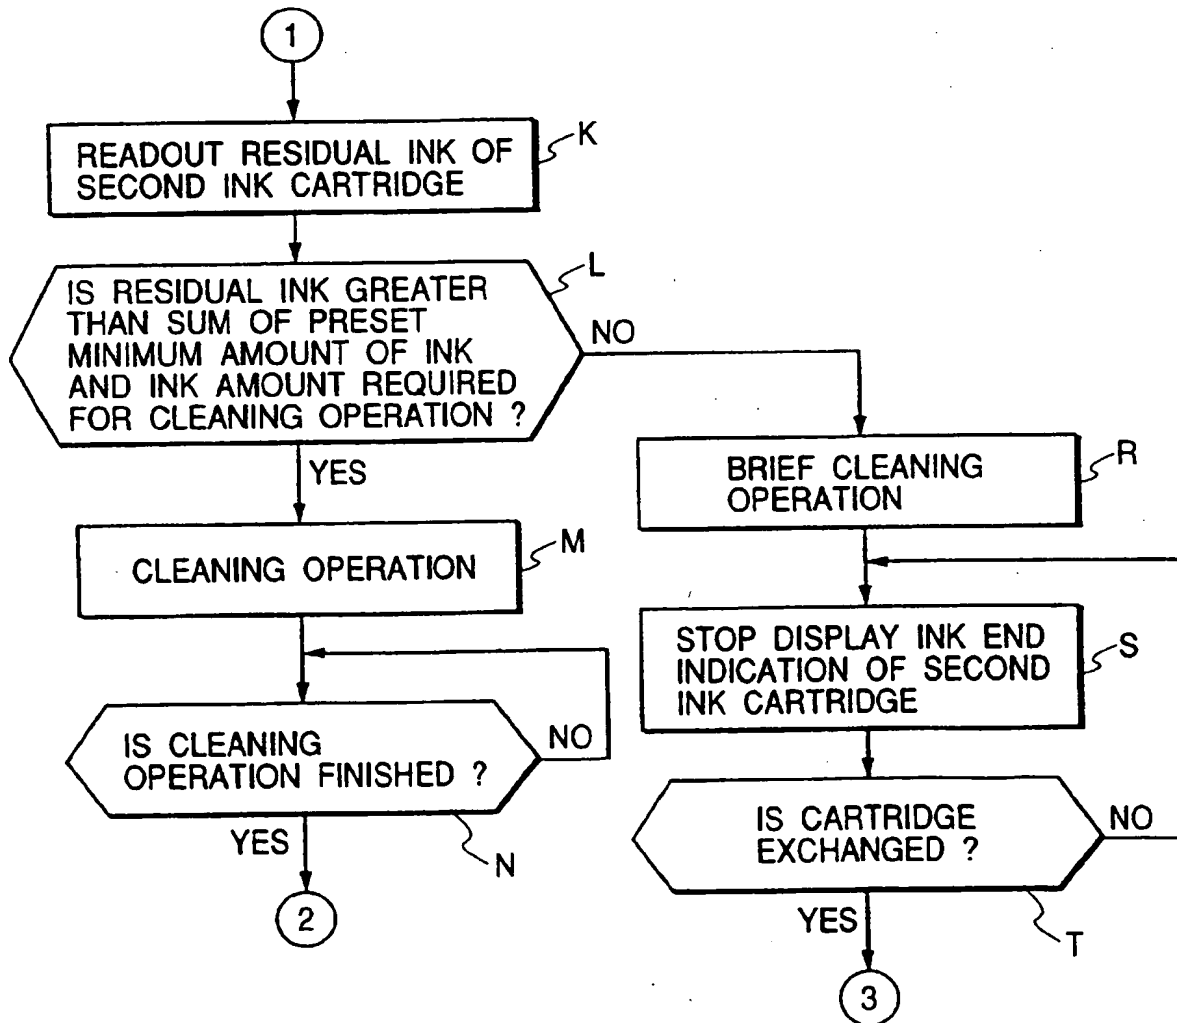 1
READOUT RESIDUAL INK OF
SECOND INK CARTRIDGE
K
IS RESIDUAL INK GREATER
THAN SUM OF PRESET
MINIMUM AMOUNT OF INK
AND INK AMOUNT REQUIRED
FOR CLEANING OPERATION ?
L
NO
YES
CLEANING OPERATION
M
IS CLEANING
OPERATION FINISHED ?
NO
YES
N
2
BRIEF CLEANING
OPERATION
R
STOP DISPLAY INK END
INDICATION OF SECOND
INK CARTRIDGE
S
IS CARTRIDGE
EXCHANGED ?
NO
YES
T
3